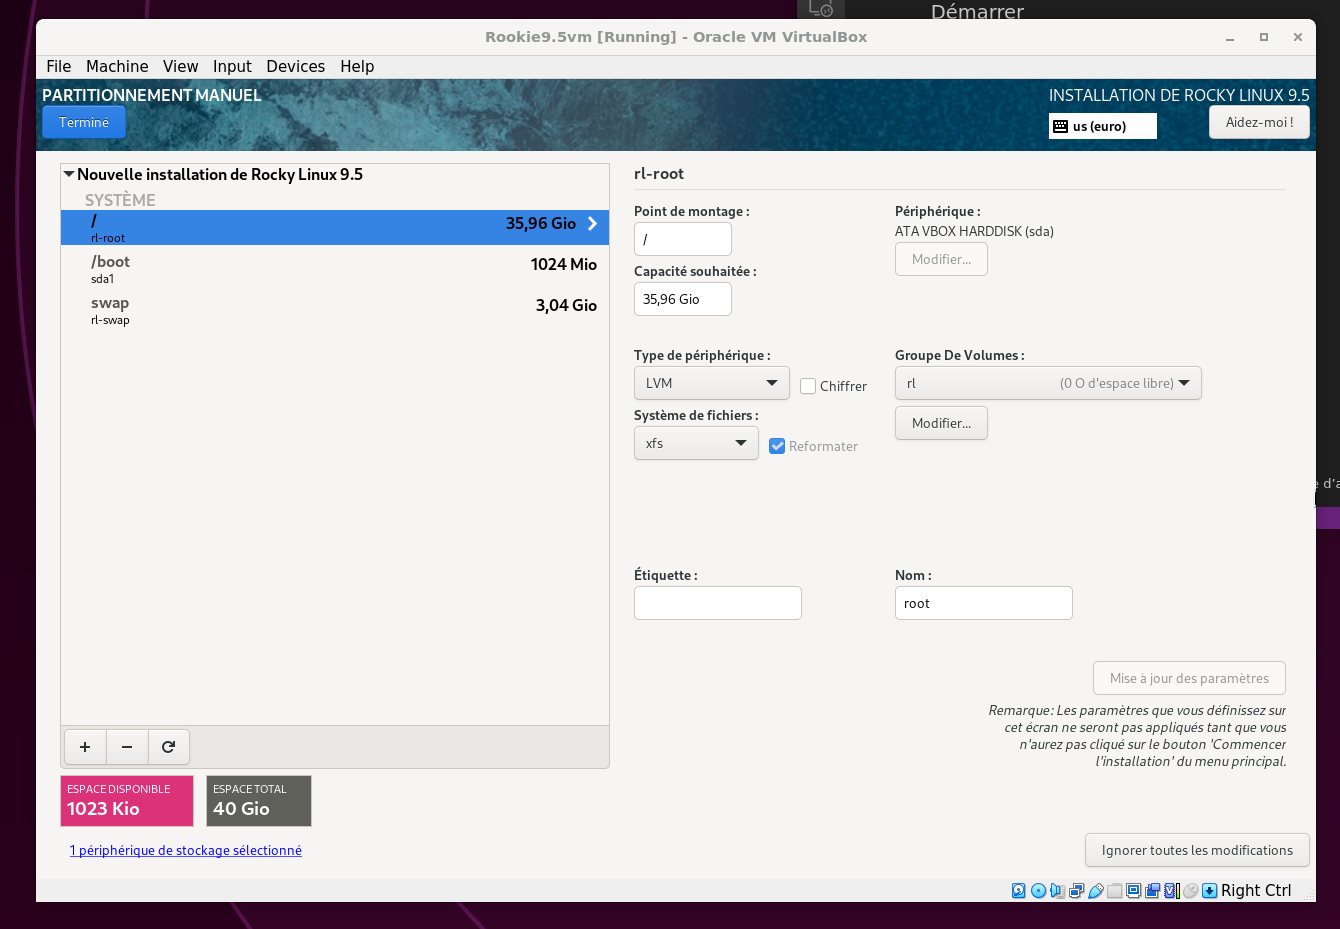 Démarrer
Rookie9.5vm [Running] - Oracle VM VirtualBox
File Machine View Input Devices Help
PARTITIONNEMENT MANUEL
INSTALLATION DE ROCKY LINUX 9.5
Terminé
us (euro)
Aidez-moi !
Nouvelle installation de Rocky Linux 9.5
SYSTÈME
/
35,96 Gio
rl-root
/boot
1024 Mio
sda1
swap
3,04 Gio
rl-swap
rl-root
Point de montage :
Périphérique :
/
ATA VBOX HARDDISK (sda)
Modifier...
Capacité souhaitée :
35,96 Gio
Type de périphérique :
Groupe De Volumes :
LVM
Chiffrer
rl (0 O d'espace libre)
Système de fichiers :
Modifier...
xfs
Reformater
Étiquette :
Nom :
root
Mise à jour des paramètres
Remarque : Les paramètres que vous définissez sur
cet écran ne seront pas appliqués tant que vous
n'aurez pas cliqué sur le bouton 'Commencer
l'installation' du menu principal.
+ −
ESPACE DISPONIBLE
1023 Kio
ESPACE TOTAL
40 Gio
1 périphérique de stockage sélectionné
Ignorer toutes les modifications
Right Ctrl